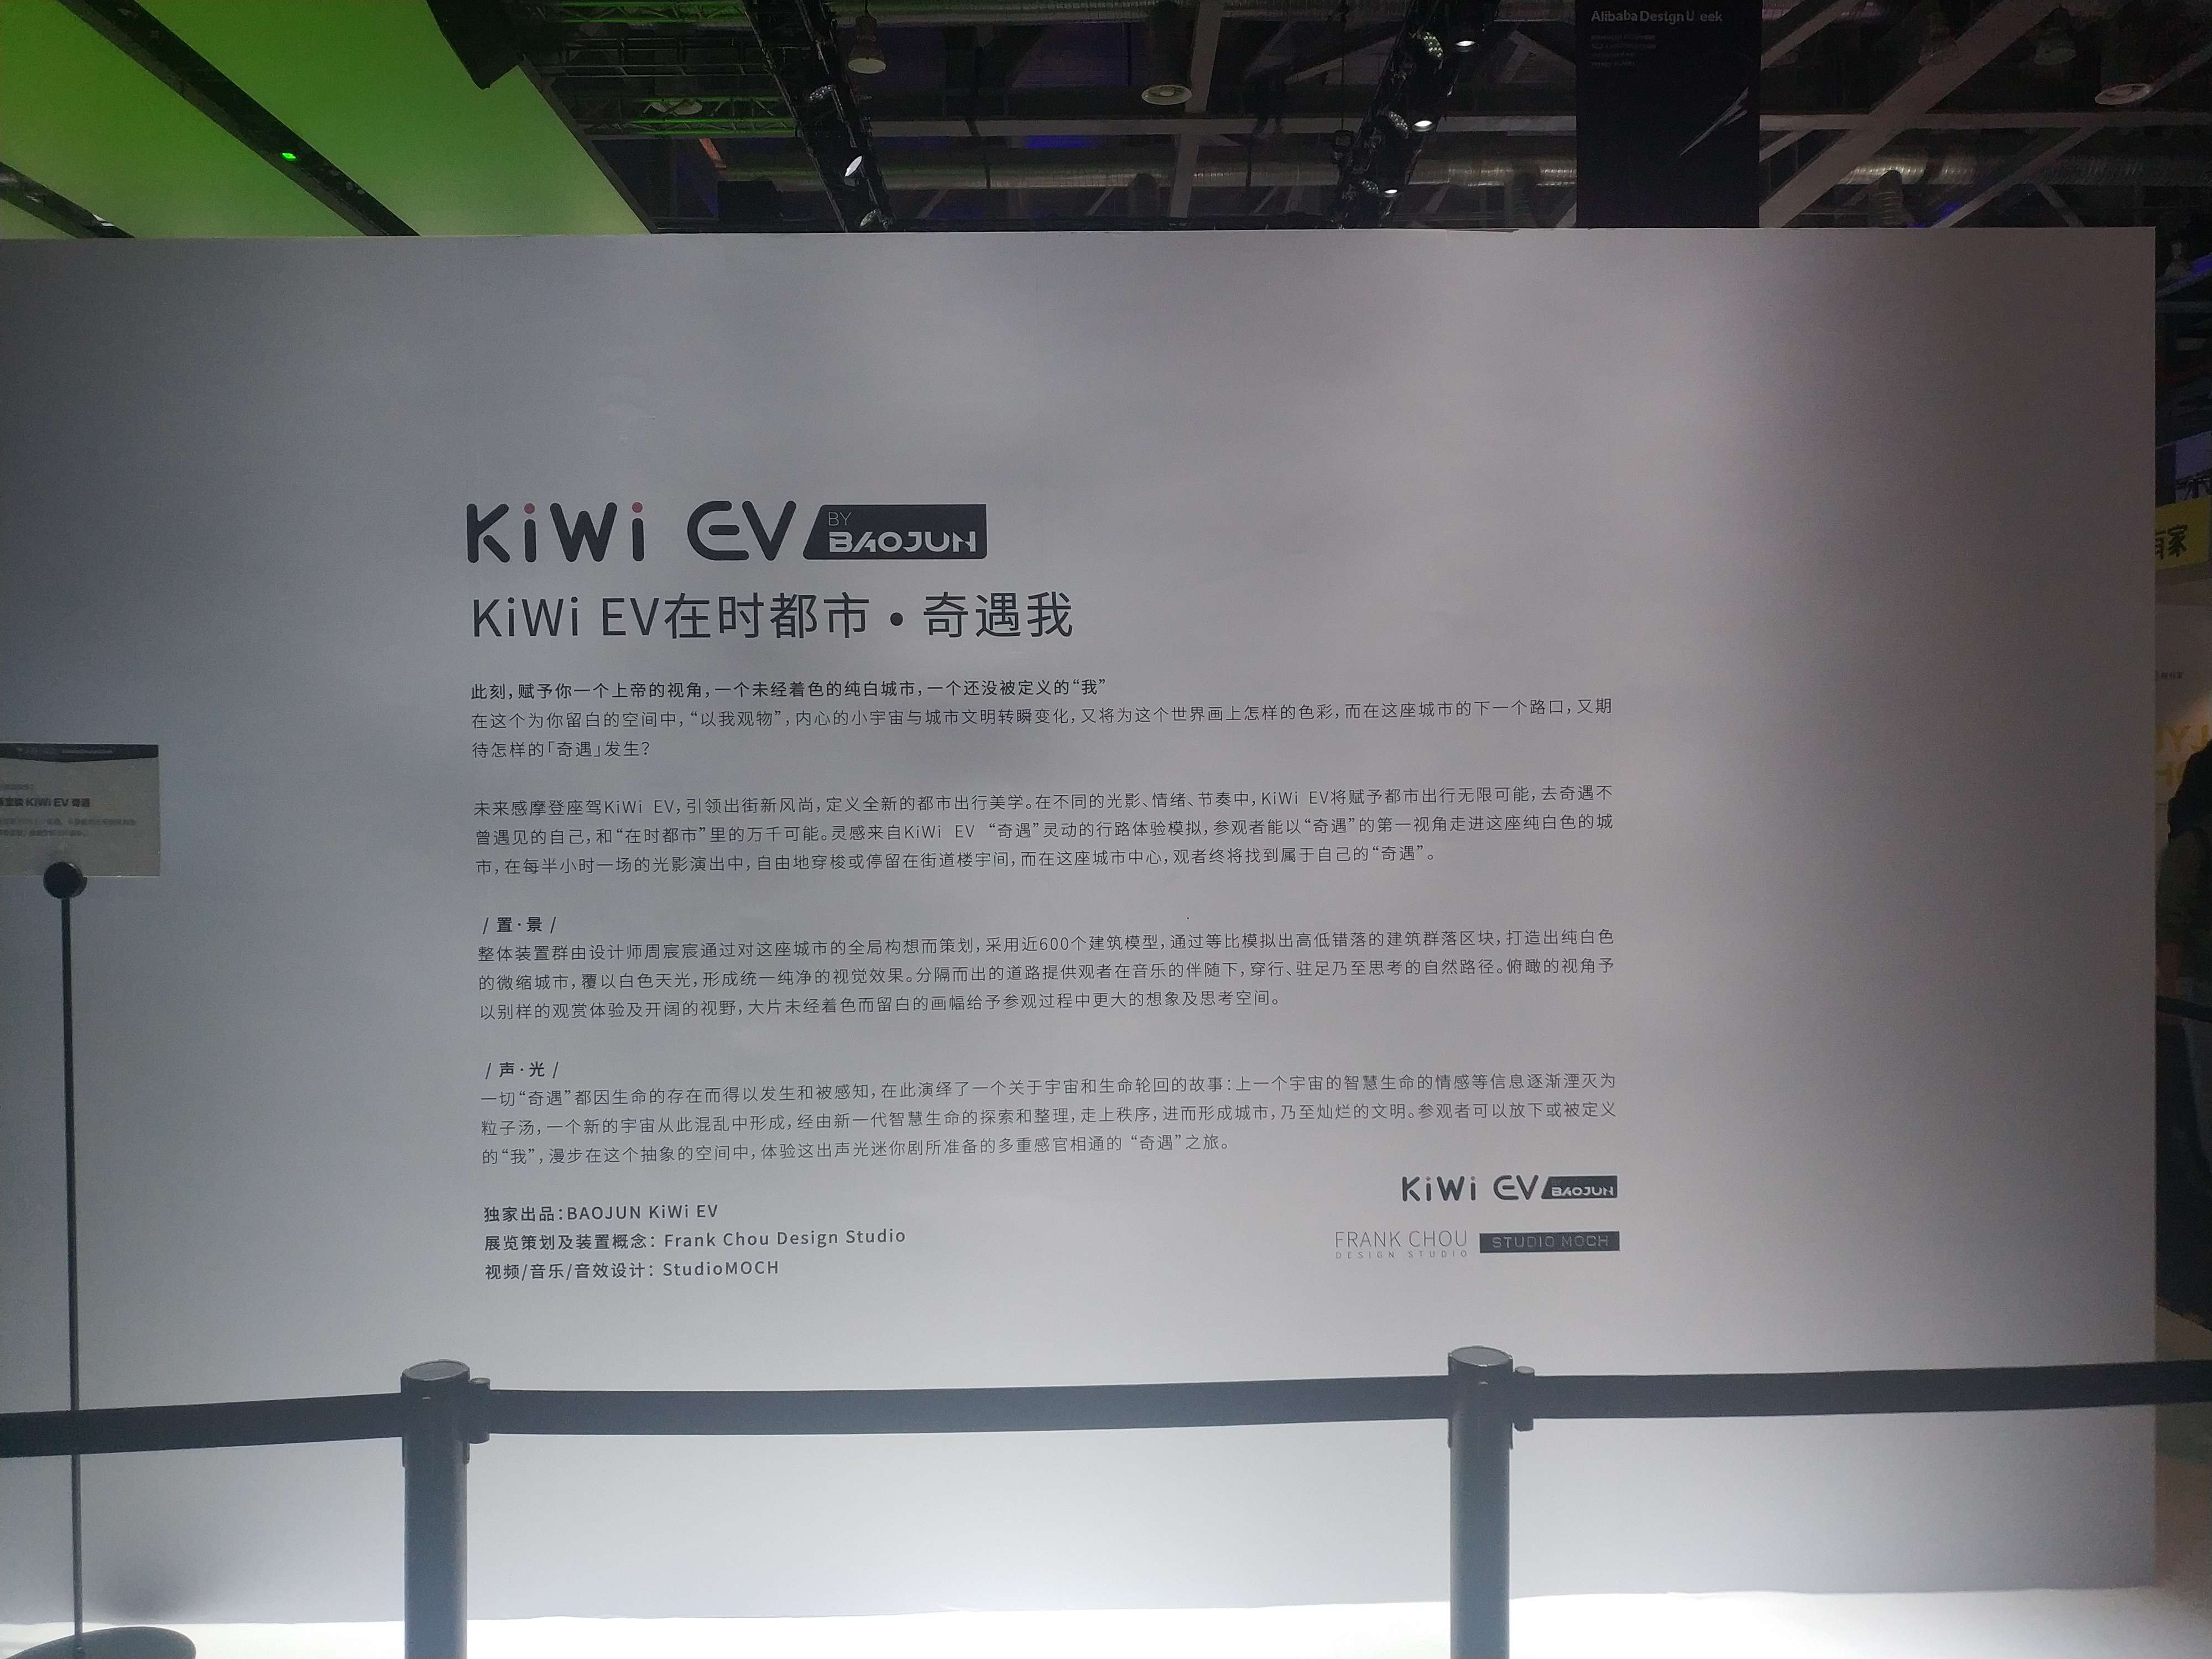 Alibaba Design Week
KiWi EV BY BAOJUN
KiWi EV在时都市·奇遇我
此刻，赋予你一个上帝的视角，一个未经着色的纯白城市，一个还没被定义的“我”
在这个为你留白的空间中，“以我观物”，内心的小宇宙与城市文明转瞬变化，又将为这个世界画上怎样的色彩，而在这座城市的下一个路口，又期
待怎样的「奇遇」发生？
未来感摩登座驾KiWi EV，引领出街新风尚，定义全新的都市出行美学。在不同的光影、情绪、节奏中，KiWi EV将赋予都市出行无限可能，去奇遇不
曾遇见的自己，和“在时都市”里的万千可能。灵感来自KiWi EV “奇遇”灵动的行路体验模拟，参观者能以“奇遇”的第一视角走进这座纯白色的城
市，在每半小时一场的光影演出中，自由地穿梭或停留在街道楼宇间，而在这座城市中心，观者终将找到属于自己的“奇遇”。
/ 置·景 /
整体装置群由设计师周宸宸通过对这座城市的全局构想而策划，采用近600个建筑模型，通过等比模拟出高低错落的建筑群落区块，打造出纯白色
的微缩城市，覆以白色天光，形成统一纯净的视觉效果。分隔而出的道路提供观者在音乐的伴随下，穿行、驻足乃至思考的自然路径。俯瞰的视角予
以别样的观赏体验及开阔的视野，大片未经着色而留白的画幅给予参观过程中更大的想象及思考空间。
/ 声·光 /
一切“奇遇”都因生命的存在而得以发生和被感知，在此演绎了一个关于宇宙和生命轮回的故事：上一个宇宙的智慧生命的情感等信息逐渐湮灭为
粒子汤，一个新的宇宙从此混乱中形成，经由新一代智慧生命的探索和整理，走上秩序，进而形成城市，乃至灿烂的文明。参观者可以放下或被定义
的“我”，漫步在这个抽象的空间中，体验这出声光迷你剧所准备的多重感官相通的 “奇遇”之旅。
独家出品：BAOJUN KiWi EV
展览策划及装置概念： Frank Chou Design Studio
视频/音乐/音效设计： StudioMOCH
KiWi EV BAOJUN
FRANK CHOU
DESIGN STUDIO
STUDIO MOCH
KiWi EV 奇遇
有家